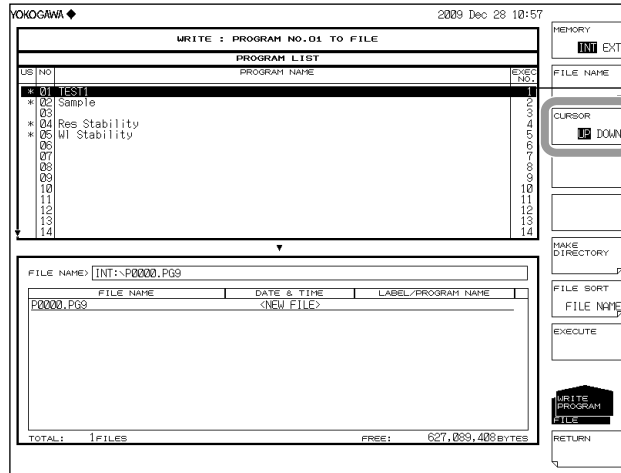 YOKOGAWA ◆ 2009 Dec 28 10:57
WRITE : PROGRAM NO.01 TO FILE
PROGRAM LIST
US NO PROGRAM NAME EXEC NO.
* 01 TEST1 1
* 02 Sample 2
03 3
* 04 Res Stability 4
* 05 Wl Stability 5
06 6
07 7
08 8
09 9
10 10
11 11
12 12
13 13
14 14
FILE NAME> INT:\P0000.PG9
FILE NAME DATE & TIME LABEL/PROGRAM NAME
P0000.PG9 <NEW FILE>
TOTAL: 1FILES FREE: 627,089,408BYTES
MEMORY
INT EXT
FILE NAME
CURSOR
UP DOWN
MAKE
DIRECTORY
FILE SORT
FILE NAME
EXECUTE
WRITE
PROGRAM
FILE
RETURN